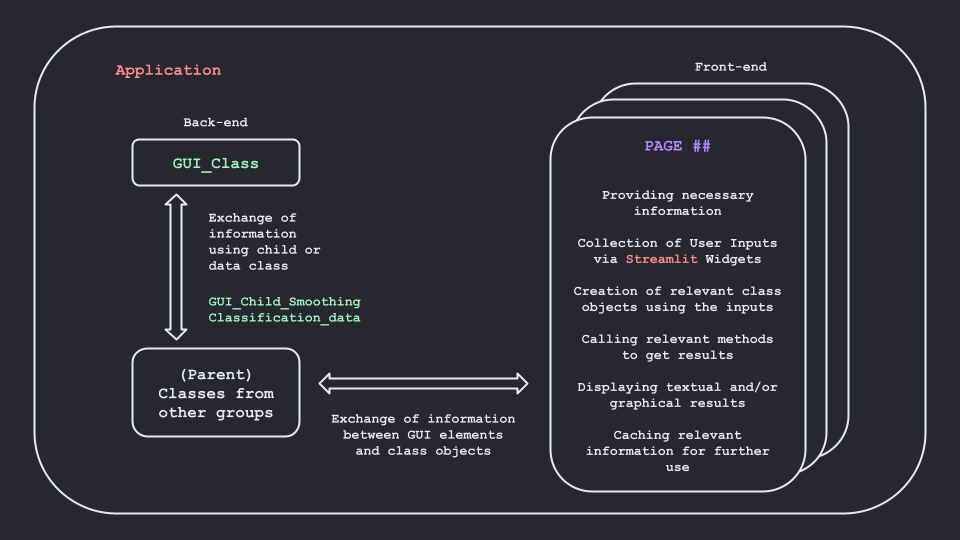 Application
Back-end
GUI_Class
Exchange of
information
using child or
data class
GUI_Child_Smoothing
Classification_data
(Parent)
Classes from
other groups
Exchange of information
between GUI elements
and class objects
Front-end
PAGE ##
Providing necessary
information
Collection of User Inputs
via Streamlit Widgets
Creation of relevant class
objects using the inputs
Calling relevant methods
to get results
Displaying textual and/or
graphical results
Caching relevant
information for further
use